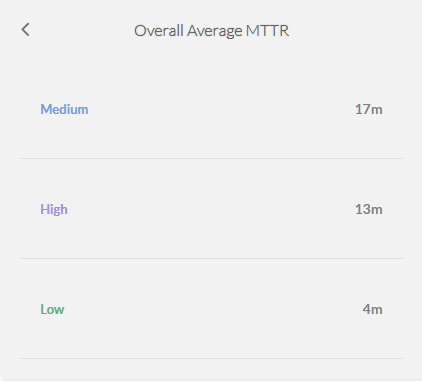 Overall Average MTTR
Medium 17m
High 13m
Low 4m